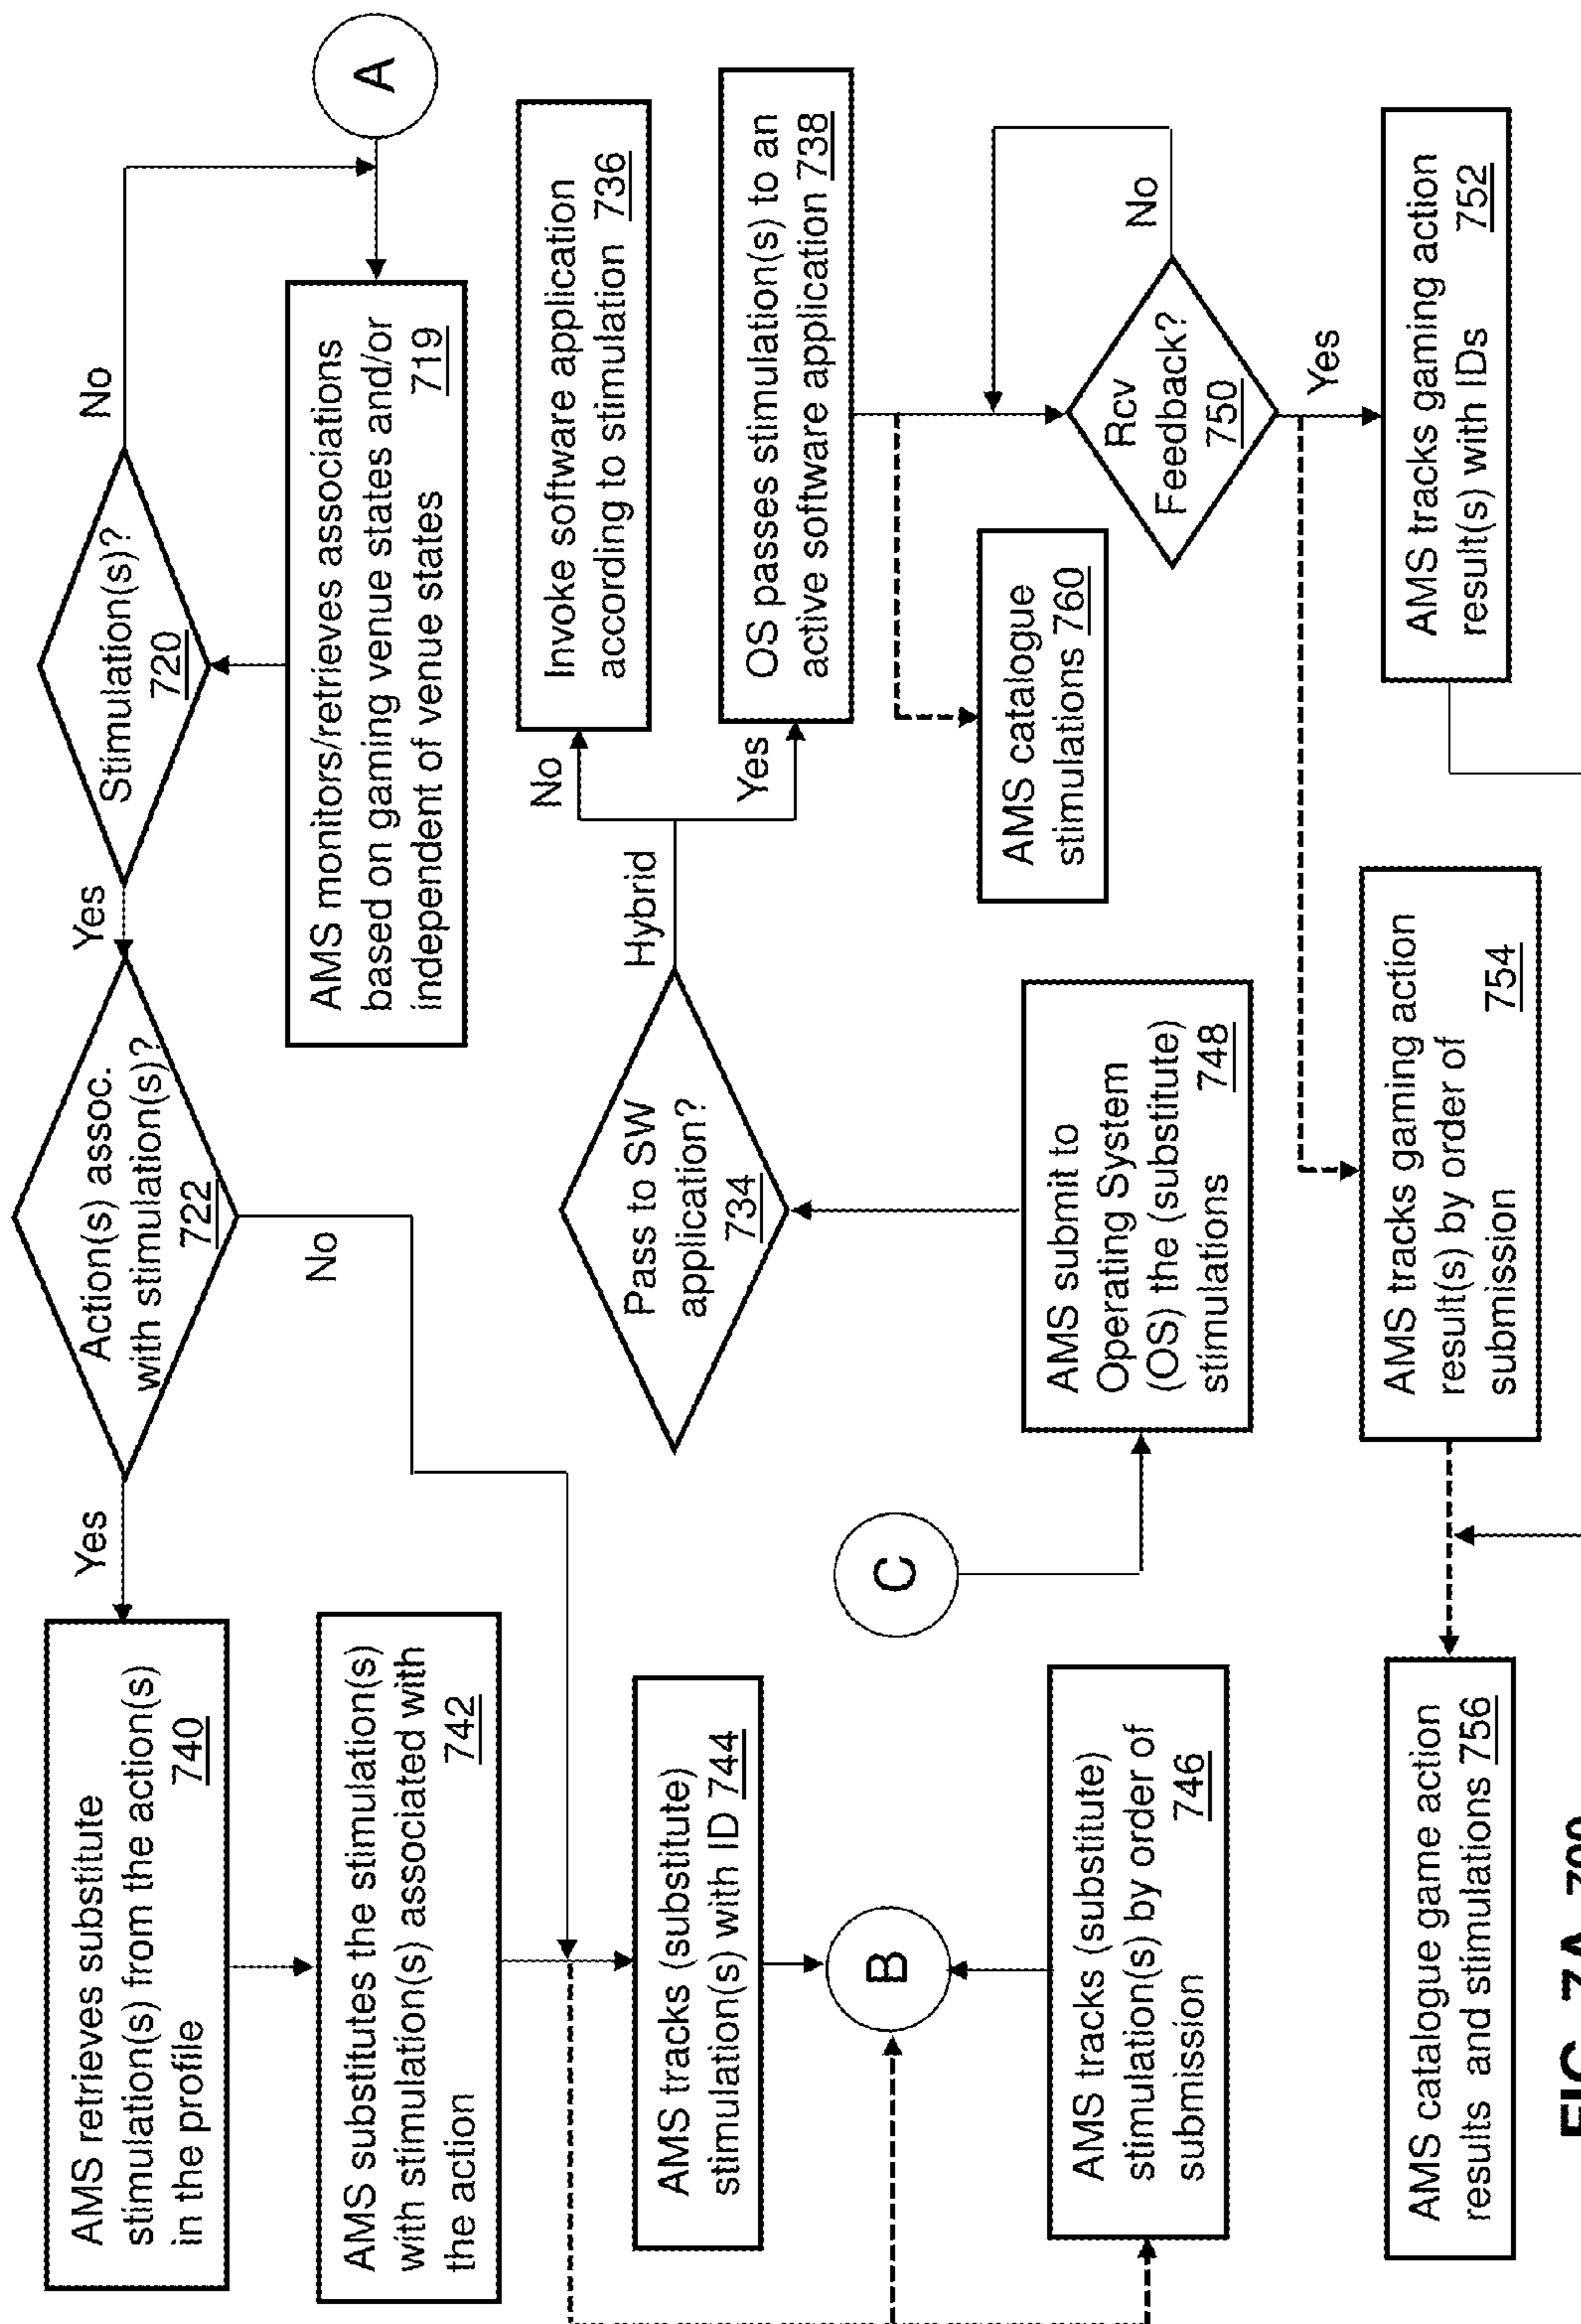 A
No
Stimulation(s)?
720
AMS monitors/retrieves associations
based on gaming venue states and/or
independent of venue states 719
Yes
Action(s) assoc.
with stimulation(s)?
722
No
Yes
AMS retrieves substitute
stimulation(s) from the action(s)
in the profile 740
AMS substitutes the stimulation(s)
with stimulation(s) associated with
the action 742
AMS tracks (substitute)
stimulation(s) with ID 744
B
AMS tracks (substitute)
stimulation(s) by order of
submission 746
C
AMS submit to
Operating System
(OS) the (substitute)
stimulations 748
Pass to SW
application?
734
Hybrid
No
Yes
Invoke software application
according to stimulation 736
OS passes stimulation(s) to an
active software application 738
AMS catalogue
stimulations 760
Rcv
Feedback?
750
No
Yes
AMS tracks gaming action
result(s) with IDs 752
AMS tracks gaming action
result(s) by order of
submission 754
AMS catalogue game action
results and stimulations 756
FIG. 7A